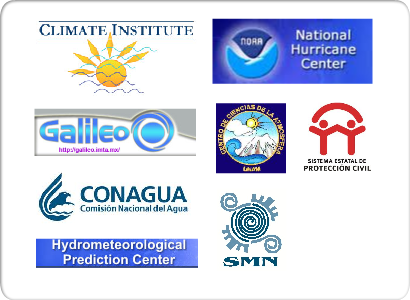 CLIMATE INSTITUTE
NOAA
National
Hurricane
Center
Galileo
http://galileo.imta.mx/
CENTRO DE CIENCIAS DE LA ATMOSFERA
UNAM
SISTEMA ESTATAL DE
PROTECCIÓN CIVIL
CONAGUA
Comisión Nacional del Agua
SMN
Hydrometeorological
Prediction Center